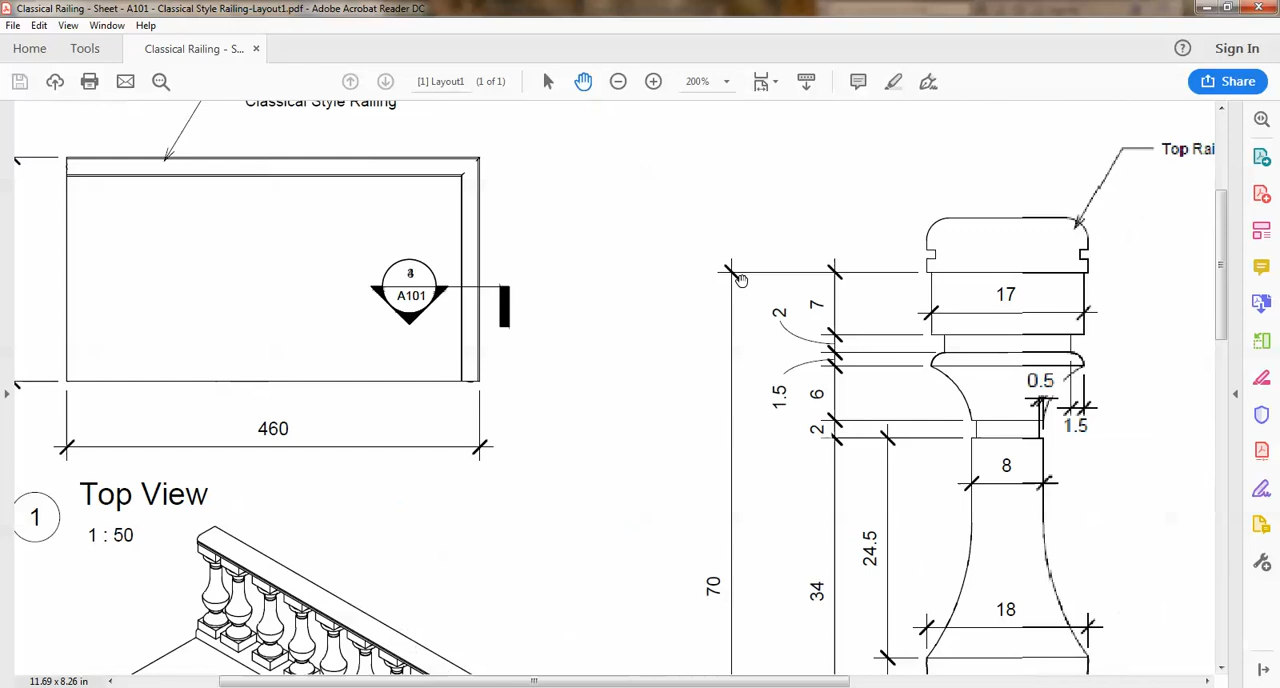 Classical Railing - Sheet - A101 - Classical Style Railing-Layout1.pdf - Adobe Acrobat Reader DC
File Edit View Window Help
Home Tools Classical Railing - S... × ? Sign In
[1] Layout1 (1 of 1) 200% Share
Classical Style Railing
Top Rai
A101
17
7
2
0.5
1.5
6
1.5
2
460
8
Top View
1
1 : 50
24.5
70
34
18
11.69 x 8.26 in